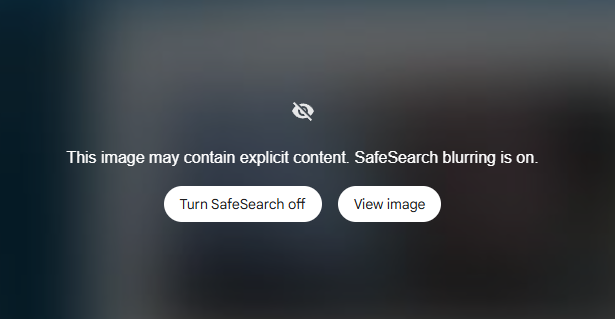 This image may contain explicit content. SafeSearch blurring is on.
Turn SafeSearch off
View image